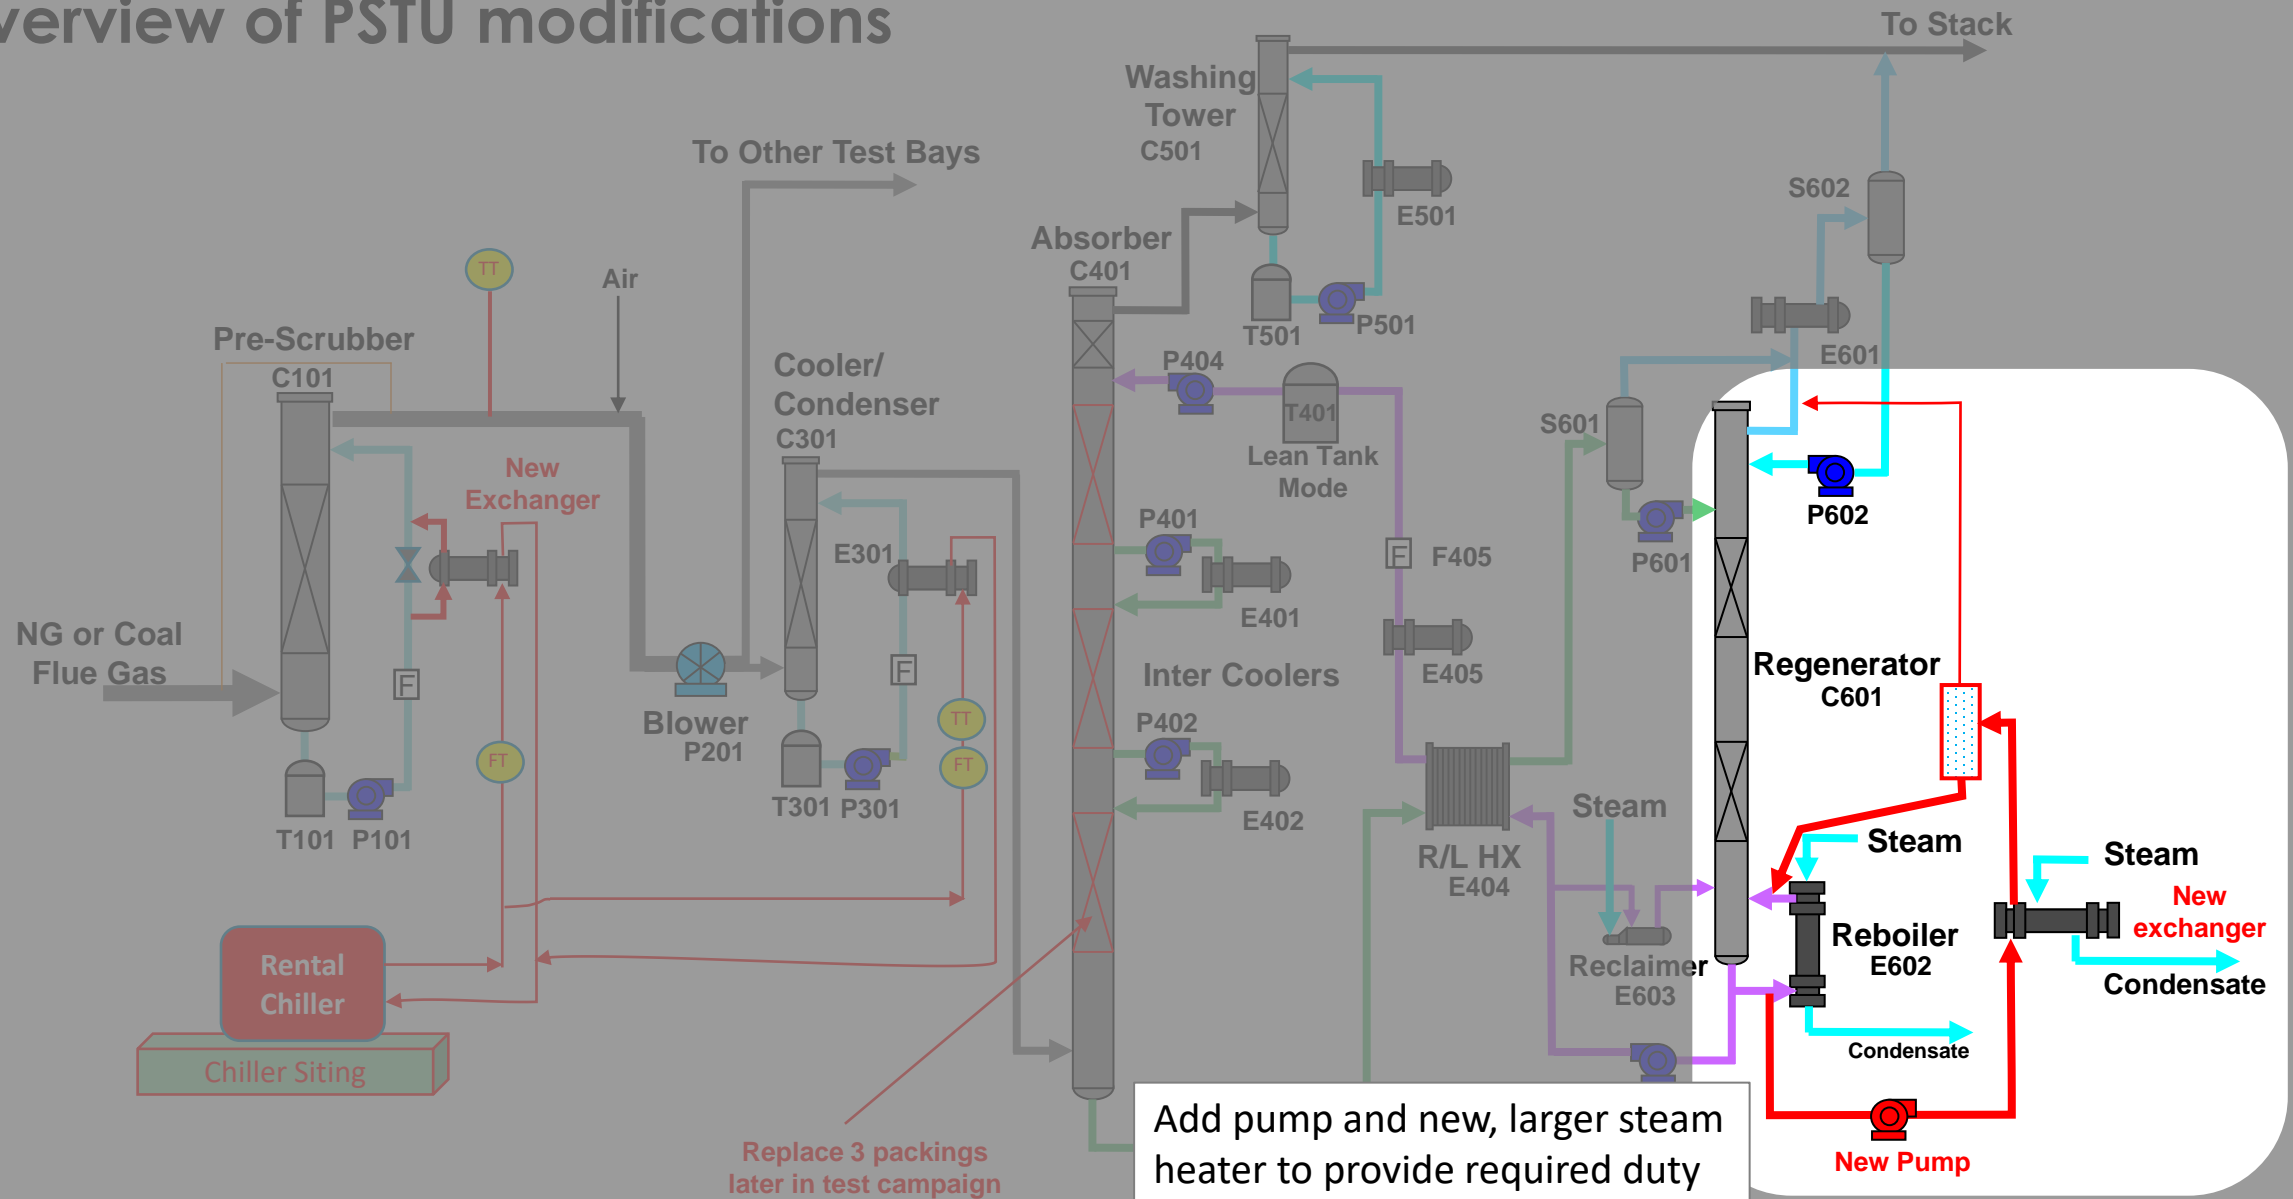 verview of PSTU modifications
To Stack
Washing
Tower
C501
To Other Test Bays
E501
S602
Absorber
C401
TT
Air
T501
P501
E601
Pre-Scrubber
C101
Cooler/
Condenser
C301
P404
T401
Lean Tank
Mode
S601
New
Exchanger
P602
P401
E301
F
F405
P601
E401
NG or Coal
Flue Gas
F
F
Inter Coolers
E405
Regenerator
C601
Blower
P201
TT
FT
FT
P402
T301
P301
E402
T101
P101
Steam
R/L HX
E404
Steam
Steam
New
exchanger
Reboiler
E602
Reclaimer
E603
Condensate
Rental
Chiller
Condensate
Chiller Siting
Add pump and new, larger steam
heater to provide required duty
New Pump
Replace 3 packings
later in test campaign